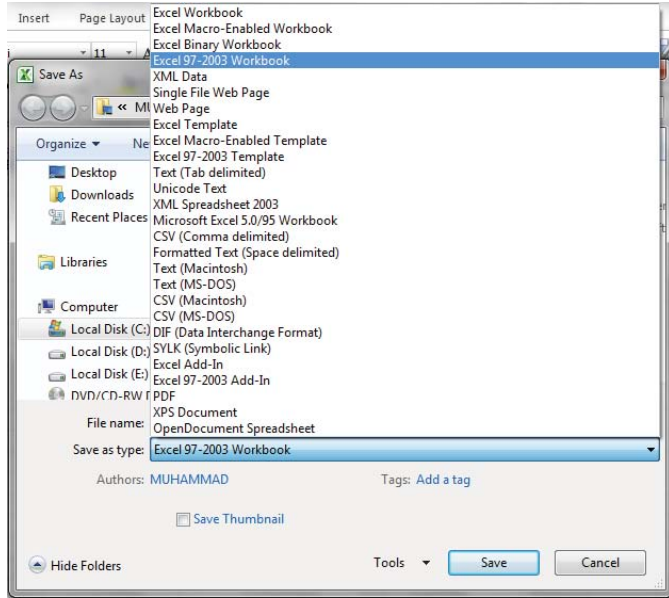 Insert Page Layout
11
Save As
« MU
Organize Ne
Desktop
Downloads
Recent Places
Libraries
Computer
Local Disk (C:)
Local Disk (D:)
Local Disk (E:)
DVD/CD-RW
Excel Workbook
Excel Macro-Enabled Workbook
Excel Binary Workbook
Excel 97-2003 Workbook
XML Data
Single File Web Page
Web Page
Excel Template
Excel Macro-Enabled Template
Excel 97-2003 Template
Text (Tab delimited)
Unicode Text
XML Spreadsheet 2003
Microsoft Excel 5.0/95 Workbook
CSV (Comma delimited)
Formatted Text (Space delimited)
Text (Macintosh)
Text (MS-DOS)
CSV (Macintosh)
CSV (MS-DOS)
DIF (Data Interchange Format)
SYLK (Symbolic Link)
Excel Add-In
Excel 97-2003 Add-In
PDF
XPS Document
OpenDocument Spreadsheet
File name:
Save as type: Excel 97-2003 Workbook
Authors: MUHAMMAD Tags: Add a tag
Save Thumbnail
Hide Folders Tools Save Cancel